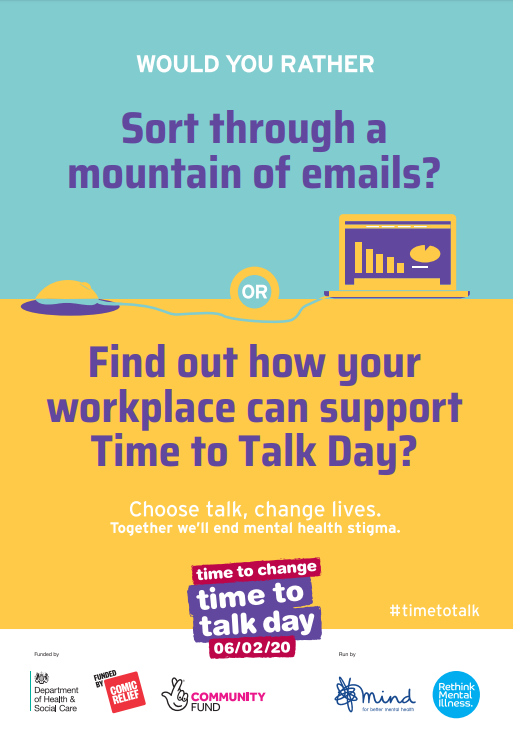 WOULD YOU RATHER
Sort through a
mountain of emails?
OR
Find out how your
workplace can support
Time to Talk Day?
Choose talk, change lives.
Together we'll end mental health stigma.
time to change
time to
talk day
06/02/20
#timetotalk
Funded by
Run by
Department
of Health &
Social Care
FUNDED
BY
COMIC
RELIEF
COMMUNITY
FUND
mind
for better mental health
Rethink
Mental
Illness.